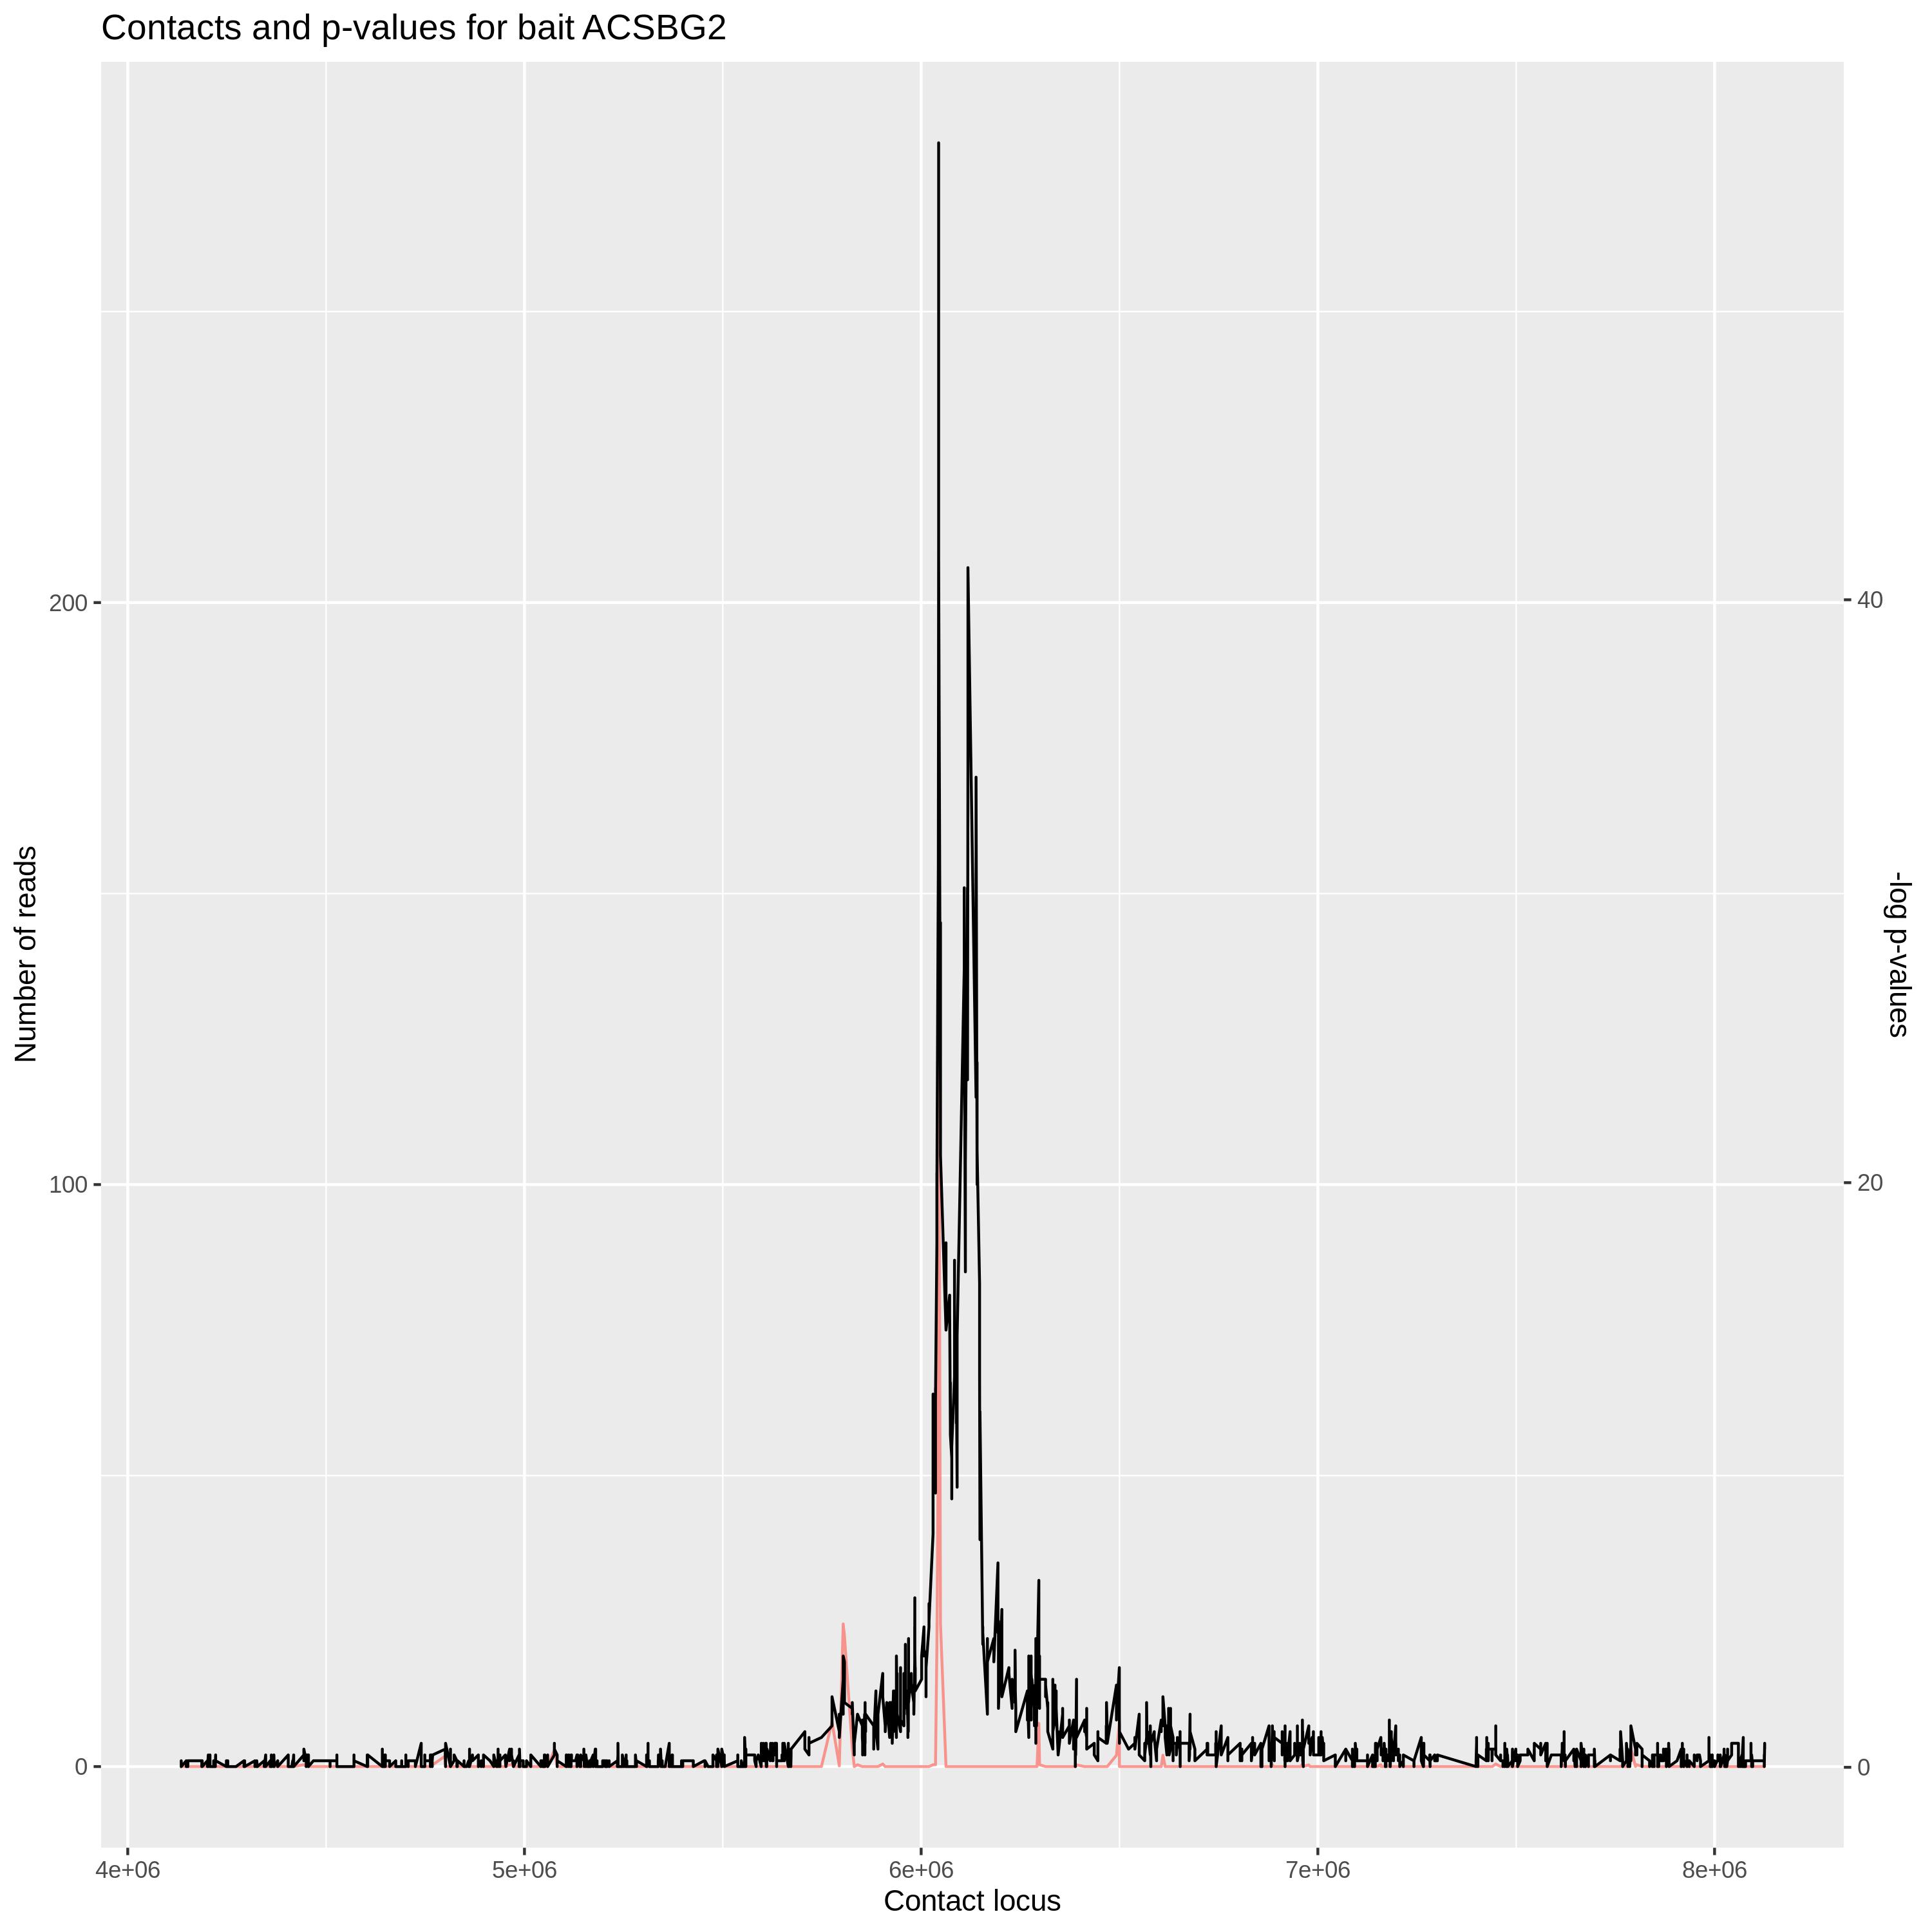 Contacts and p-values for bait ACSBG2
200
100
0
Number of reads
40
20
0
-log p-values
4e+06 5e+06 6e+06 7e+06 8e+06
Contact locus